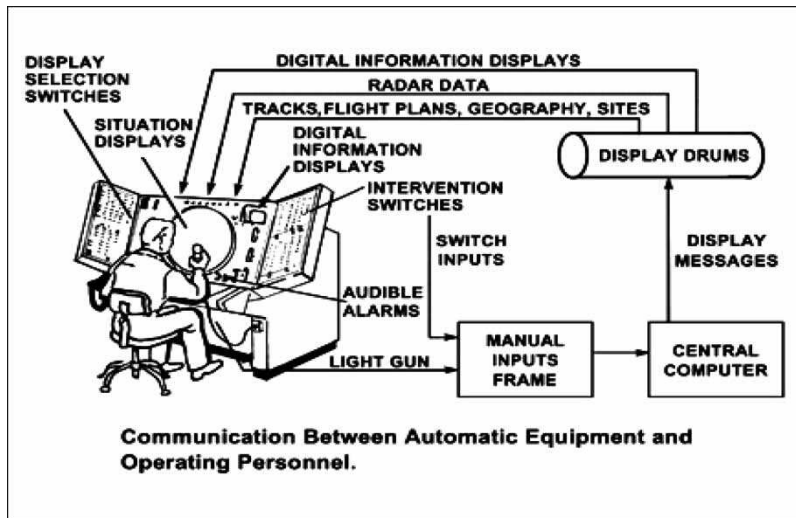 DIGITAL INFORMATION DISPLAYS
DISPLAY
SELECTION
SWITCHES
RADAR DATA
TRACKS,FLIGHT PLANS, GEOGRAPHY, SITES
SITUATION
DISPLAYS
DIGITAL
INFORMATION
DISPLAYS
DISPLAY DRUMS
INTERVENTION
SWITCHES
SWITCH
INPUTS
DISPLAY
MESSAGES
AUDIBLE
ALARMS
LIGHT GUN
MANUAL
INPUTS
FRAME
CENTRAL
COMPUTER
Communication Between Automatic Equipment and
Operating Personnel.